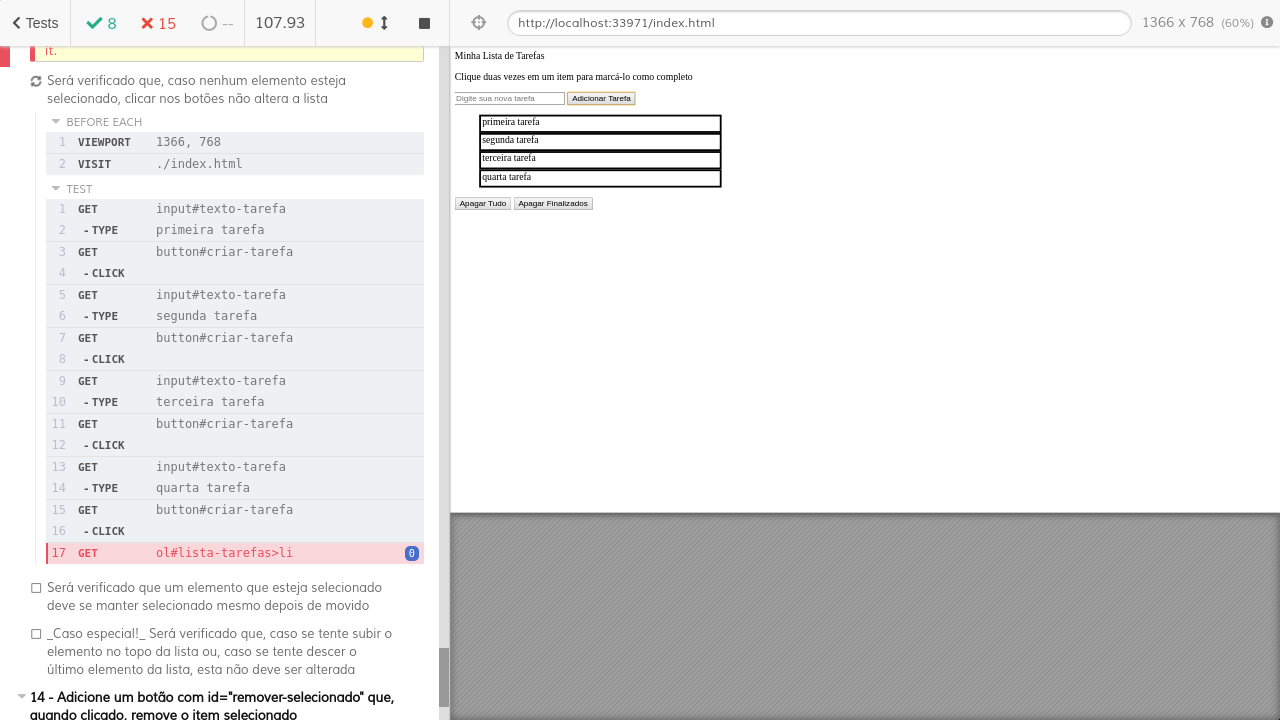 Tests
8
15
--
107.93
http://localhost:33971/index.html
1366 x 768 (60%)
it.
Será verificado que, caso nenhum elemento esteja
selecionado, clicar nos botões não altera a lista
BEFORE EACH
1 VIEWPORT 1366, 768
2 VISIT ./index.html
TEST
1 GET input#texto-tarefa
2 -TYPE primeira tarefa
3 GET button#criar-tarefa
4 -CLICK
5 GET input#texto-tarefa
6 -TYPE segunda tarefa
7 GET button#criar-tarefa
8 -CLICK
9 GET input#texto-tarefa
10 -TYPE terceira tarefa
11 GET button#criar-tarefa
12 -CLICK
13 GET input#texto-tarefa
14 -TYPE quarta tarefa
15 GET button#criar-tarefa
16 -CLICK
17 GET ol#lista-tarefas>li 0
Será verificado que um elemento que esteja selecionado
deve se manter selecionado mesmo depois de movido
_Caso especial!_ Será verificado que, caso se tente subir o
elemento no topo da lista ou, caso se tente descer o
último elemento da lista, esta não deve ser alterada
14 - Adicione um botão com id="remover-selecionado" que,
quando clicado, remove o item selecionado
Minha Lista de Tarefas
Clique duas vezes em um item para marcá-lo como completo
Digite sua nova tarefa Adicionar Tarefa
primeira tarefa
segunda tarefa
terceira tarefa
quarta tarefa
Apagar Tudo Apagar Finalizados